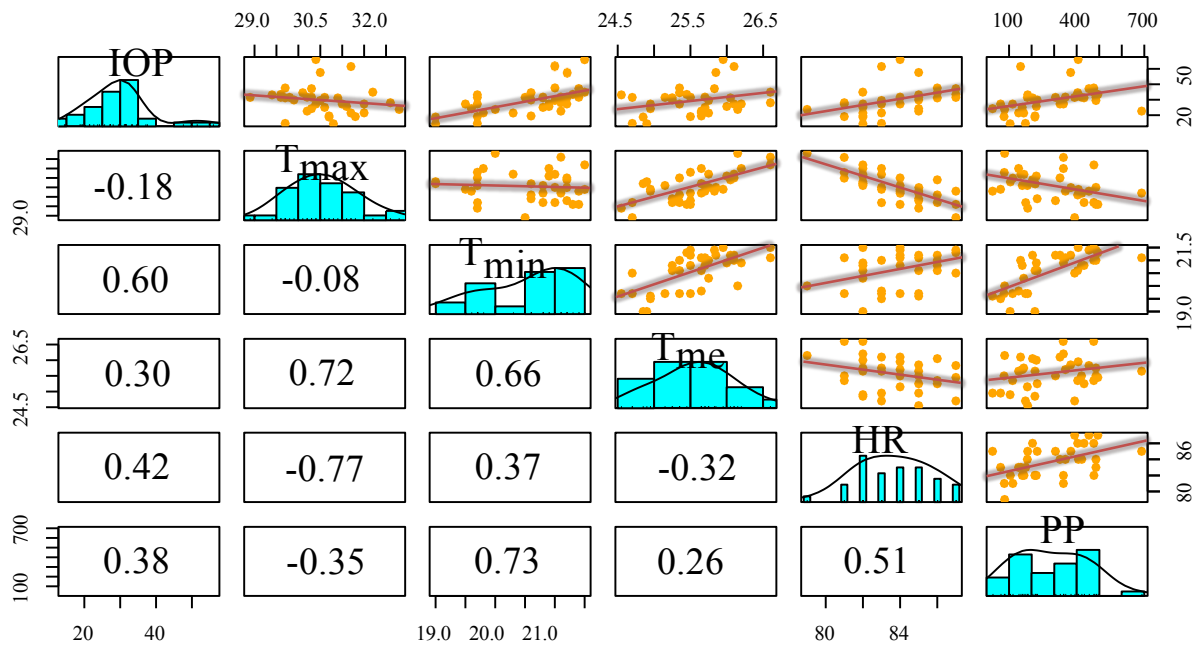 29.0 30.5 32.0 24.5 25.5 26.5 100 400 700
IOP
20 50
Tmax
29.0 -0.18
Tmin
0.60 -0.08 19.0 21.5
Tme
24.5 26.5 0.30 0.72 0.66
HR
0.42 -0.77 0.37 -0.32 80 86
PP
100 700 0.38 -0.35 0.73 0.26 0.51
20 40 19.0 20.0 21.0 80 84